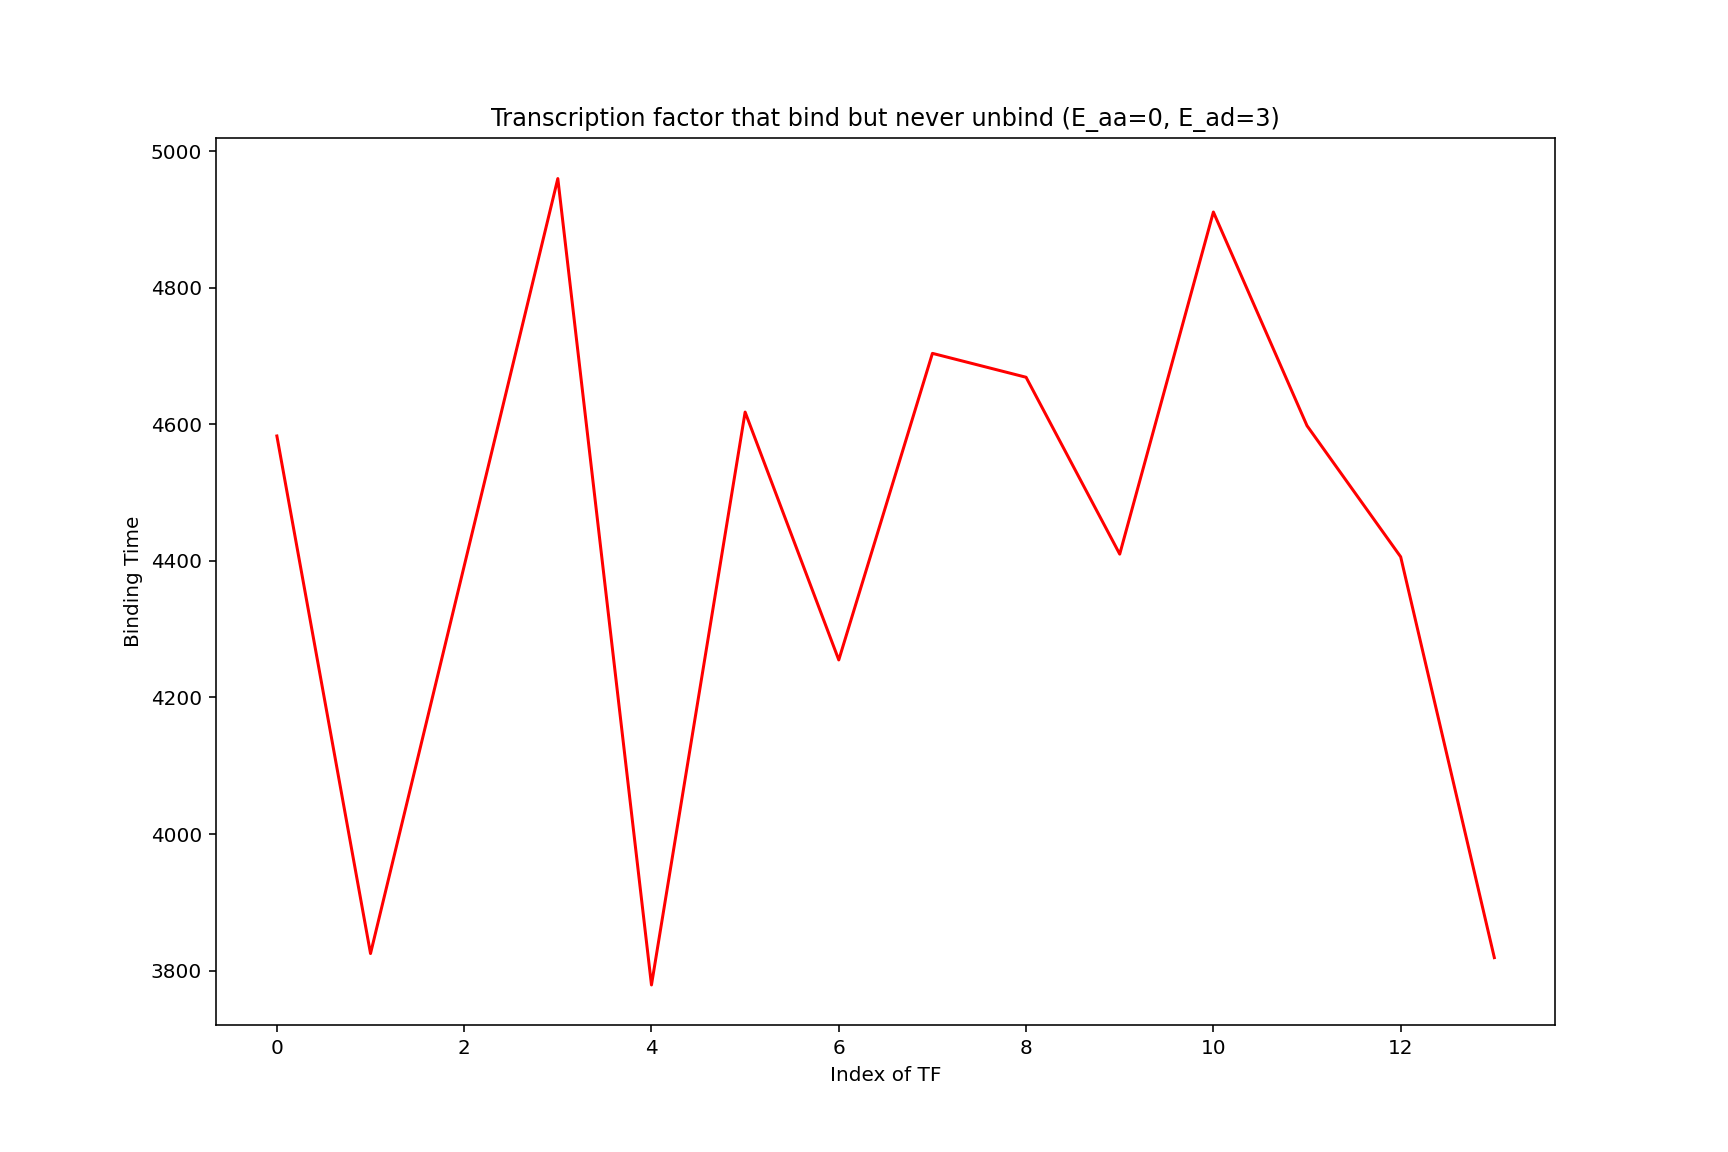 Transcription factor that bind but never unbind (E_aa=0, E_ad=3)
5000
4800
4600
4400
4200
4000
3800
Binding Time
0 2 4 6 8 10 12
Index of TF